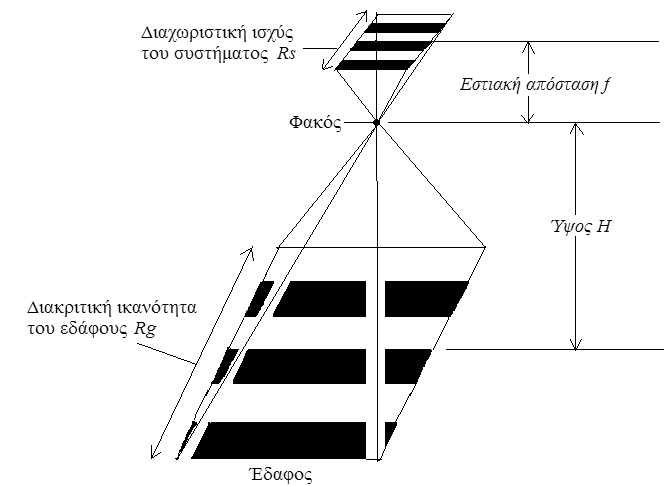 Διαχωριστική ισχύς
του συστήματος Rs
Εστιακή απόσταση f
Φακός
Ύψος H
Διακριτική ικανότητα
του εδάφους Rg
Έδαφος